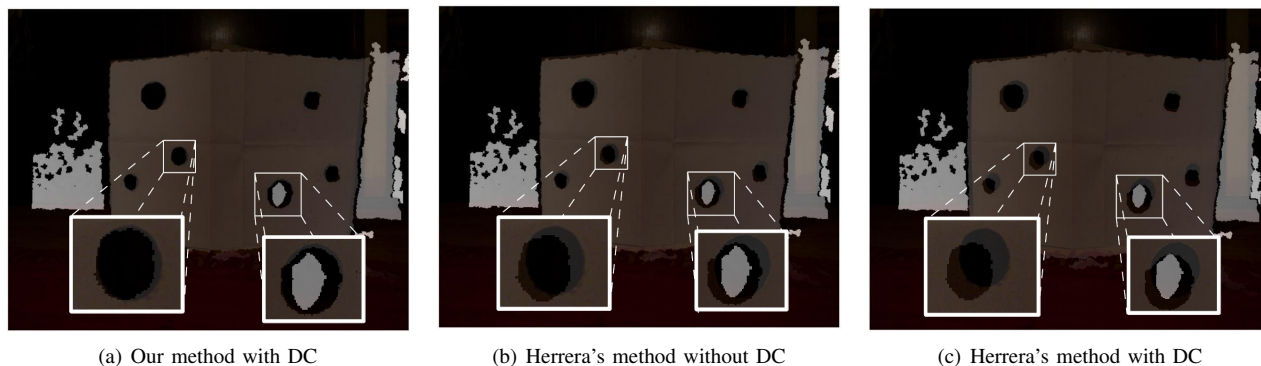 (a) Our method with DC
(b) Herrera's method without DC
(c) Herrera's method with DC